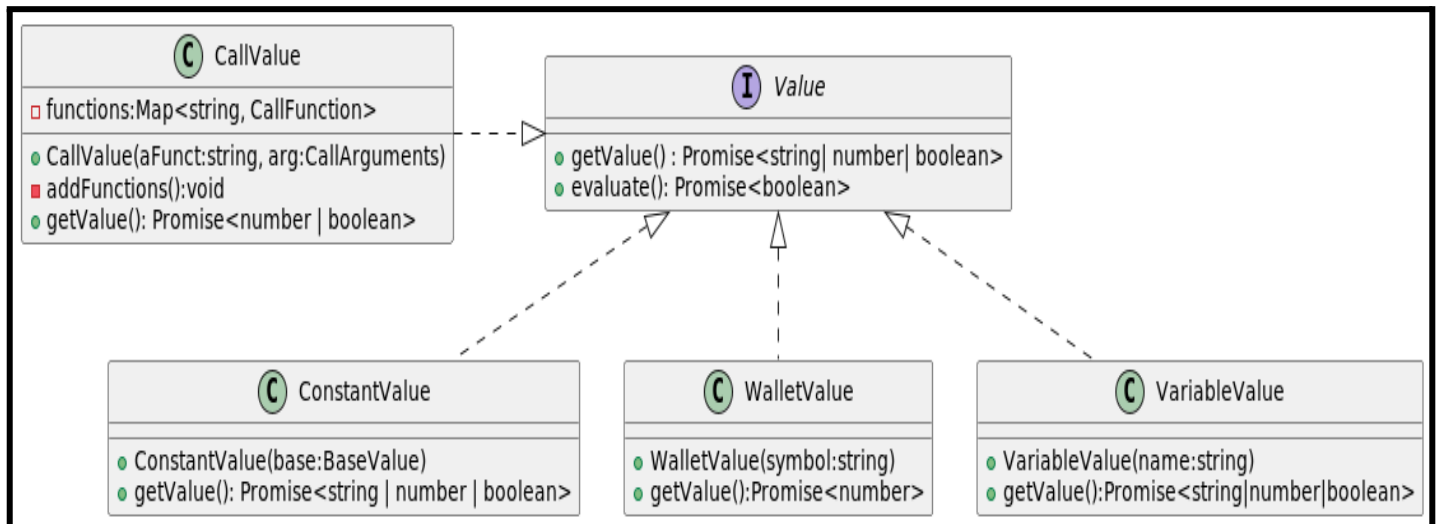 C CallValue
functions:Map<string, CallFunction>
CallValue(aFunct:string, arg:CallArguments)
addFunctions():void
getValue(): Promise<number | boolean>
I Value
getValue() : Promise<string| number| boolean>
evaluate(): Promise<boolean>
C ConstantValue
ConstantValue(base:BaseValue)
getValue(): Promise<string | number | boolean>
C WalletValue
WalletValue(symbol:string)
getValue():Promise<number>
C VariableValue
VariableValue(name:string)
getValue():Promise<string|number|boolean>